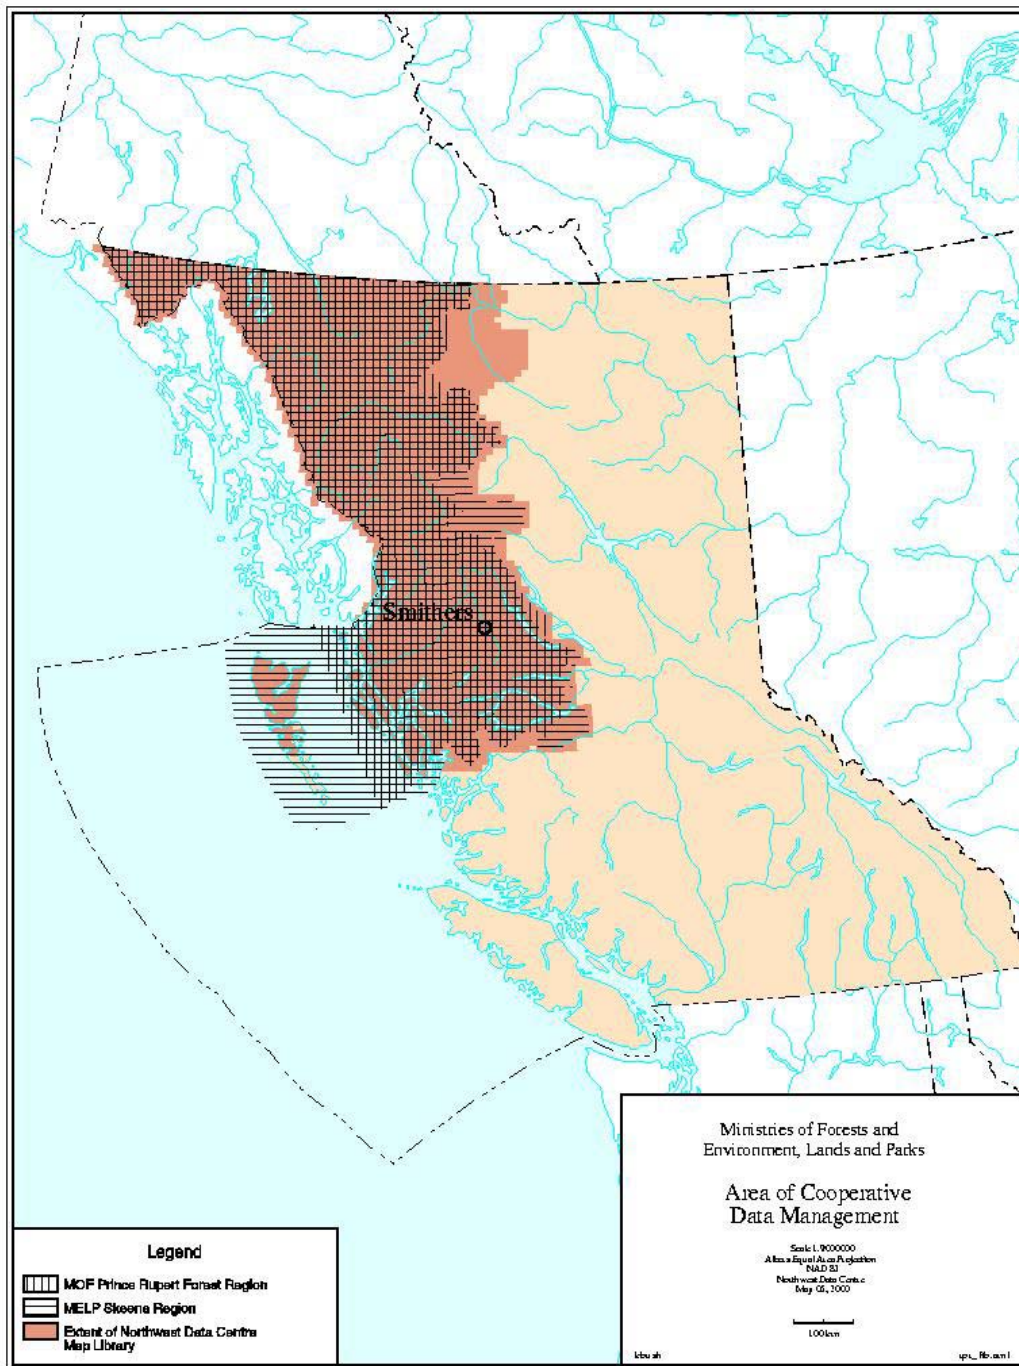 Smithers
Ministries of Forests and
Environment, Lands and Parks
Area of Cooperative
Data Management
Albers Equal Area Projection
Northwest Data Centre
100 km
Legend
MOF Prince Rupert Forest Region
MELP Skeena Region
Extent of Northwest Data Centre
Map Library